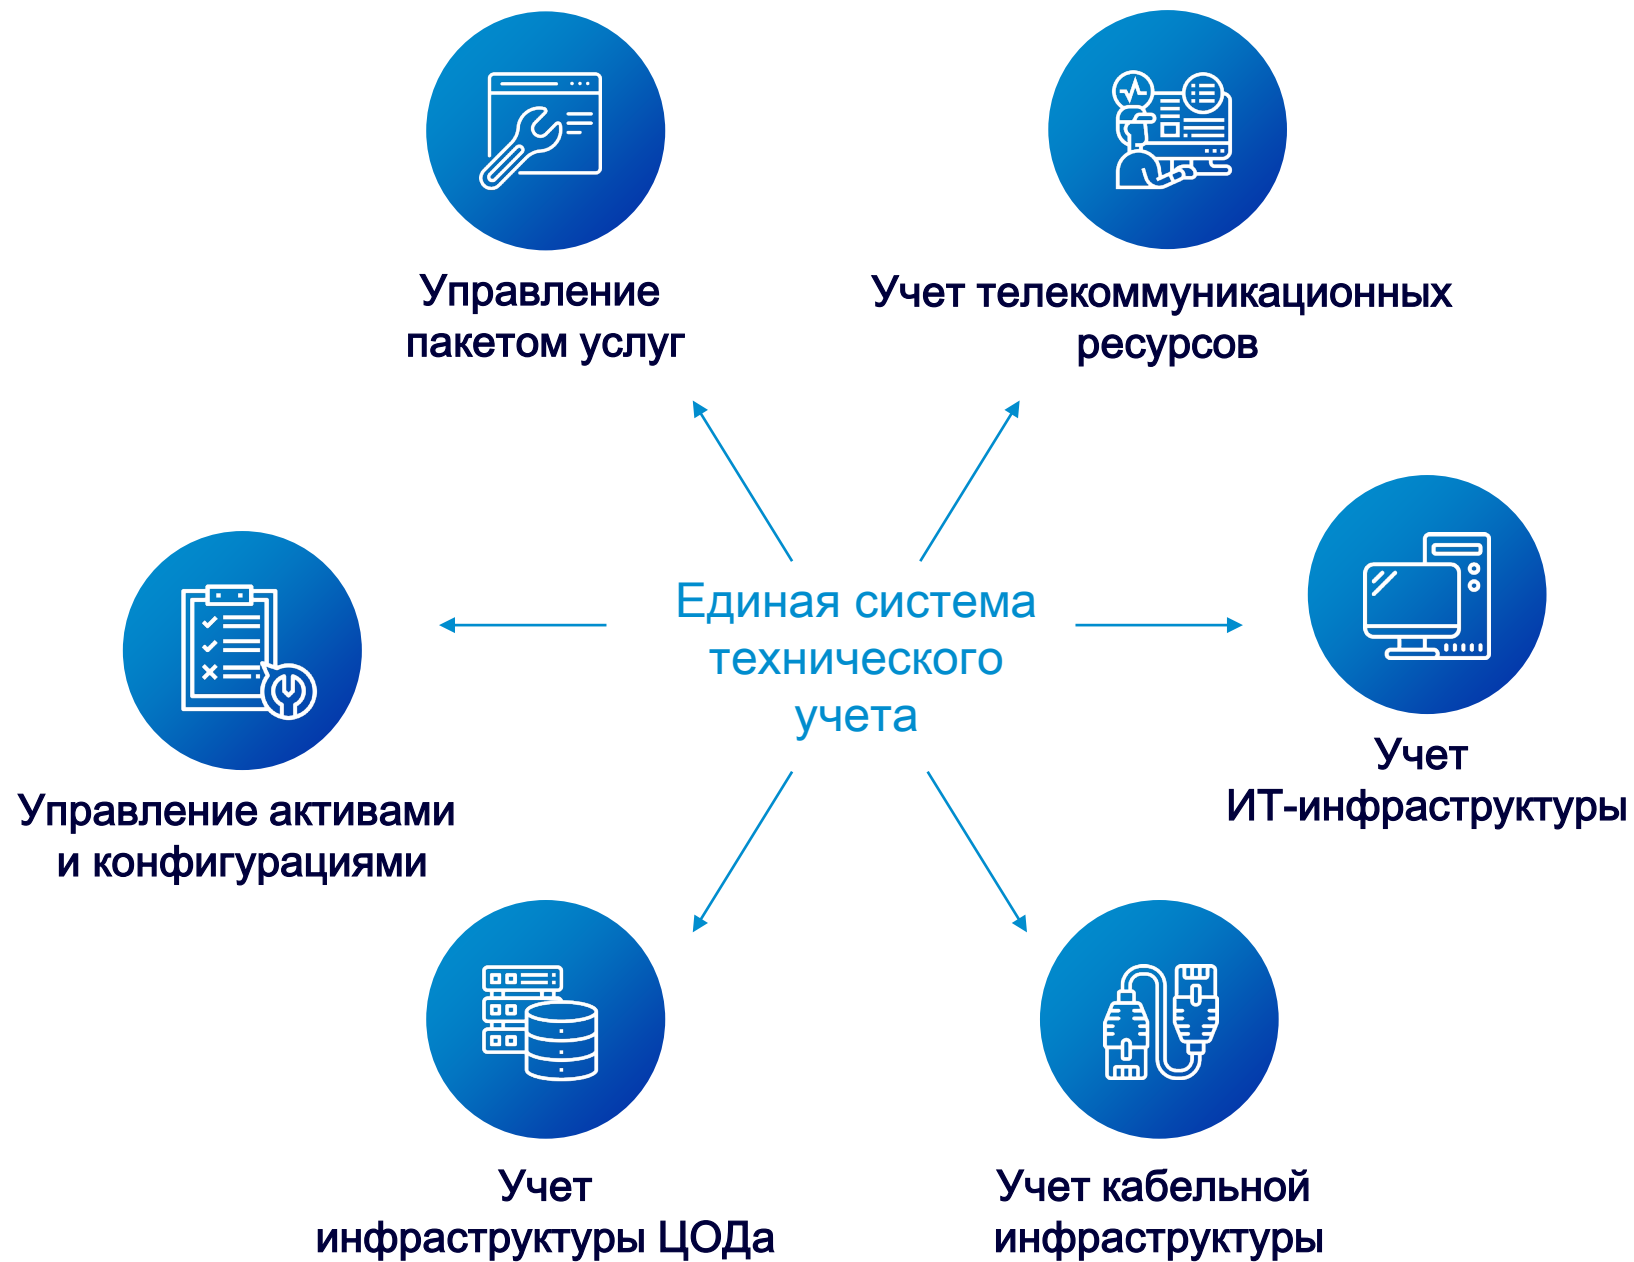 Управление
пакетом услуг
Учет телекоммуникационных
ресурсов
Единая система
технического
учета
Учет
ИТ-инфраструктуры
Управление активами
и конфигурациями
Учет
инфраструктуры ЦОДа
Учет кабельной
инфраструктуры